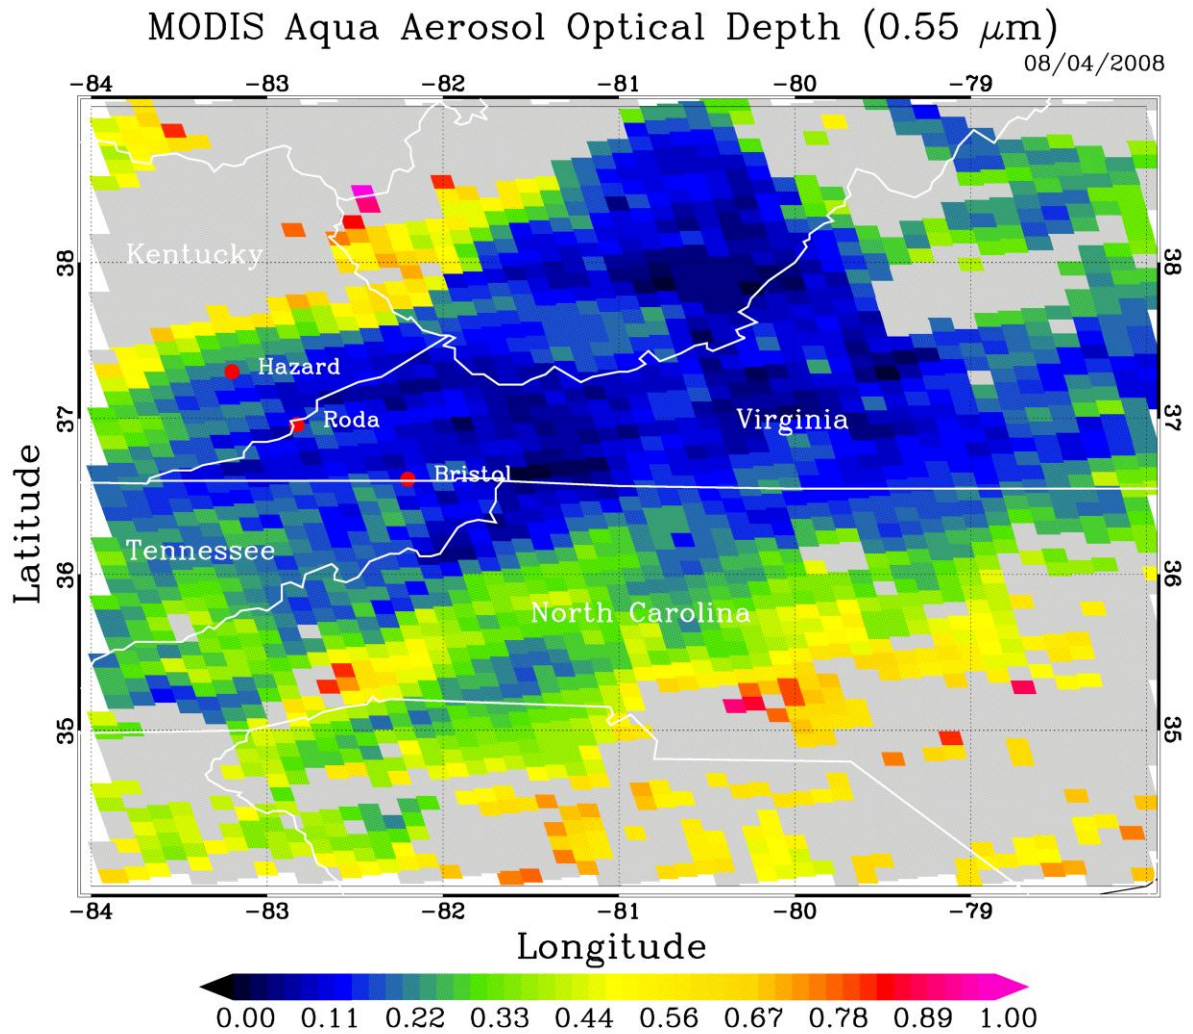 MODIS Aqua Aerosol Optical Depth (0.55 μm)
08/04/2008
-84 -83 -82 -81 -80 -79
Kentucky
38 38
Hazard
37 Roda Virginia 37
Bristol
Latitude
Tennessee
36 36
North Carolina
35 35
-84 -83 -82 -81 -80 -79
Longitude
0.00 0.11 0.22 0.33 0.44 0.56 0.67 0.78 0.89 1.00